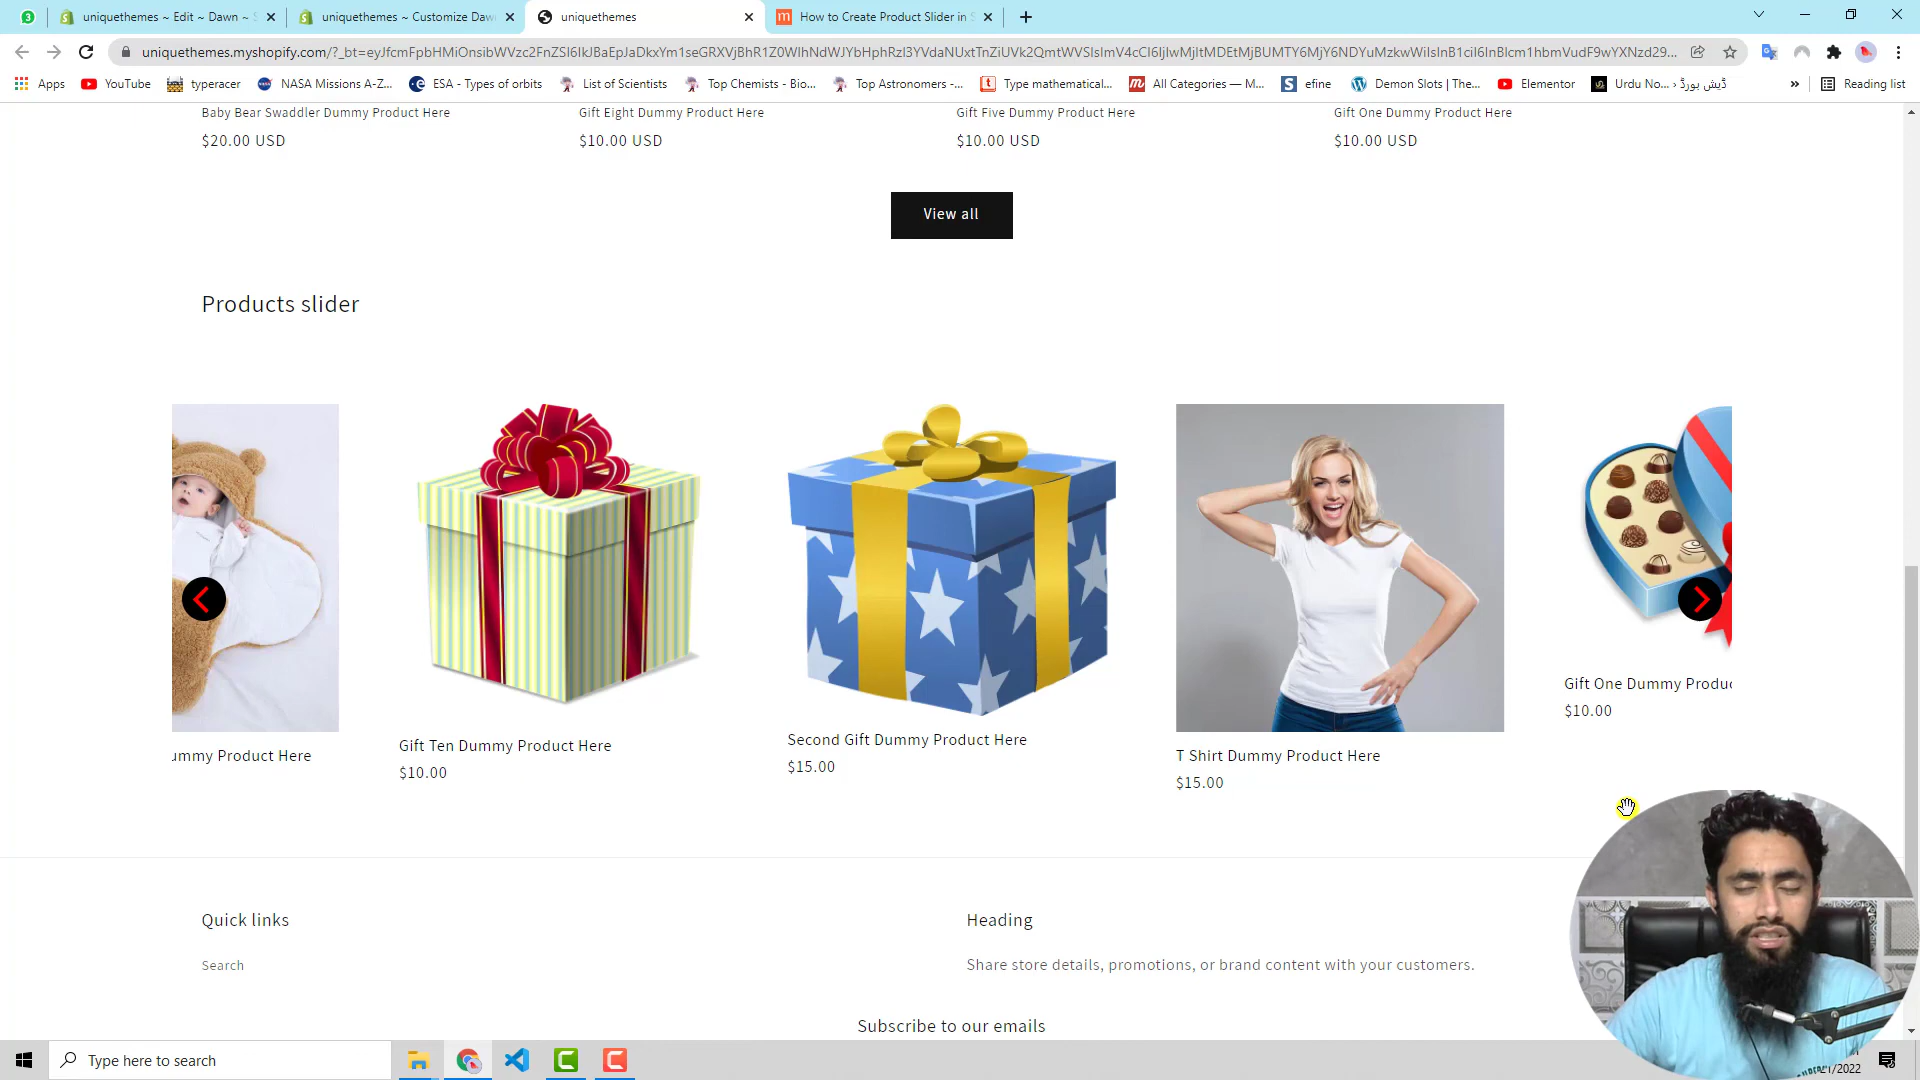 3
uniquethemes ~ Edit ~ Dawn ~
uniquethemes ~ Customize Daw
uniquethemes
How to Create Product Slider in
uniquethemes.myshopify.com/?_bt=
Apps
YouTube
typeracer
NASA Missions A-Z...
ESA - Types of orbits
List of Scientists
Top Chemists - Bio...
Top Astronomers -...
Type mathematical...
All Categories — M...
efine
Demon Slots | The...
Elementor
Urdu No... › ڈیش بورڈ
»
Reading list
Baby Bear Swaddler Dummy Product Here
Gift Eight Dummy Product Here
Gift Five Dummy Product Here
Gift One Dummy Product Here
$20.00 USD
$10.00 USD
$10.00 USD
$10.00 USD
View all
Products slider
ummy Product Here
Gift Ten Dummy Product Here
$10.00
Second Gift Dummy Product Here
$15.00
T Shirt Dummy Product Here
$15.00
Gift One Dummy Produc
$10.00
Quick links
Heading
Search
Share store details, promotions, or brand content with your customers.
Subscribe to our emails
Type here to search
21/2022